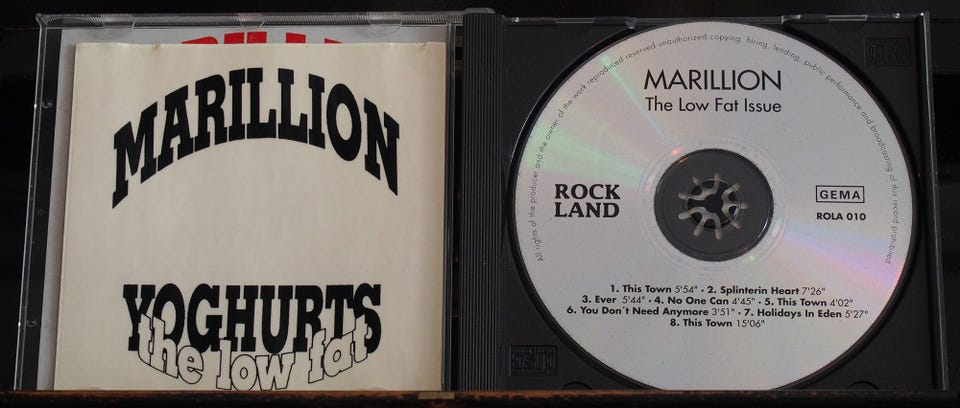 MARILLION
YOGHURTS
the low fat
MARILLION
The Low Fat Issue
ROCK
LAND
GEMA
ROLA 010
All rights of the producer and the owner of the work reproduced reserved unauthorized copying, hiring, lending, public performance and broadcasting of this record prohibited
1. This Town 5'54" · 2. Splinterin Heart 7'26"
3. Ever 5'44" · 4. No One Can 4'45" · 5. This Town 4'02"
6. You Don´t Need Anymore 3'51" · 7. Holidays In Eden 5'27"
8. This Town 15'06"